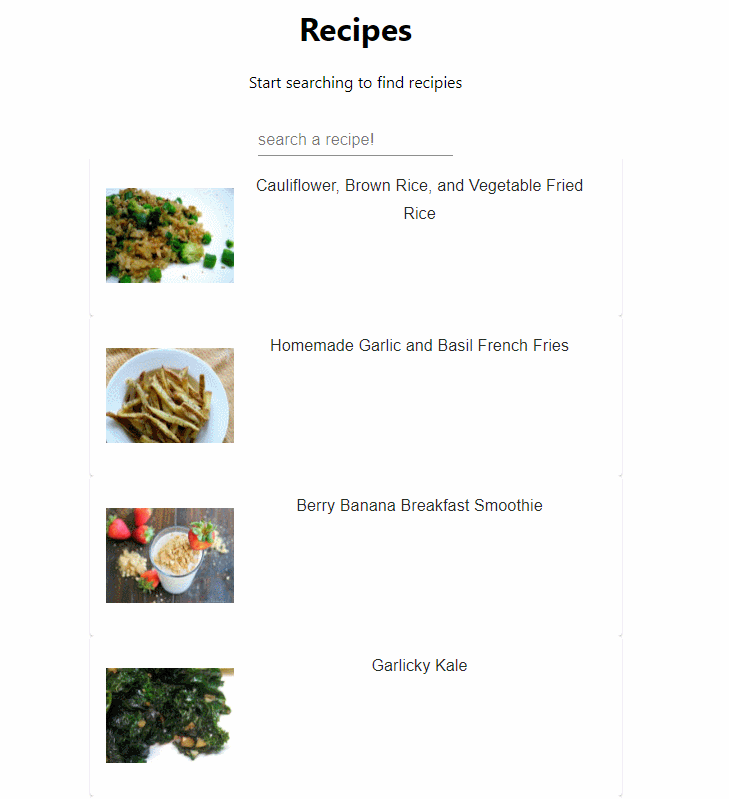 Recipes
Start searching to find recipies
search a recipe!
Cauliflower, Brown Rice, and Vegetable Fried
Rice
Homemade Garlic and Basil French Fries
Berry Banana Breakfast Smoothie
Garlicky Kale